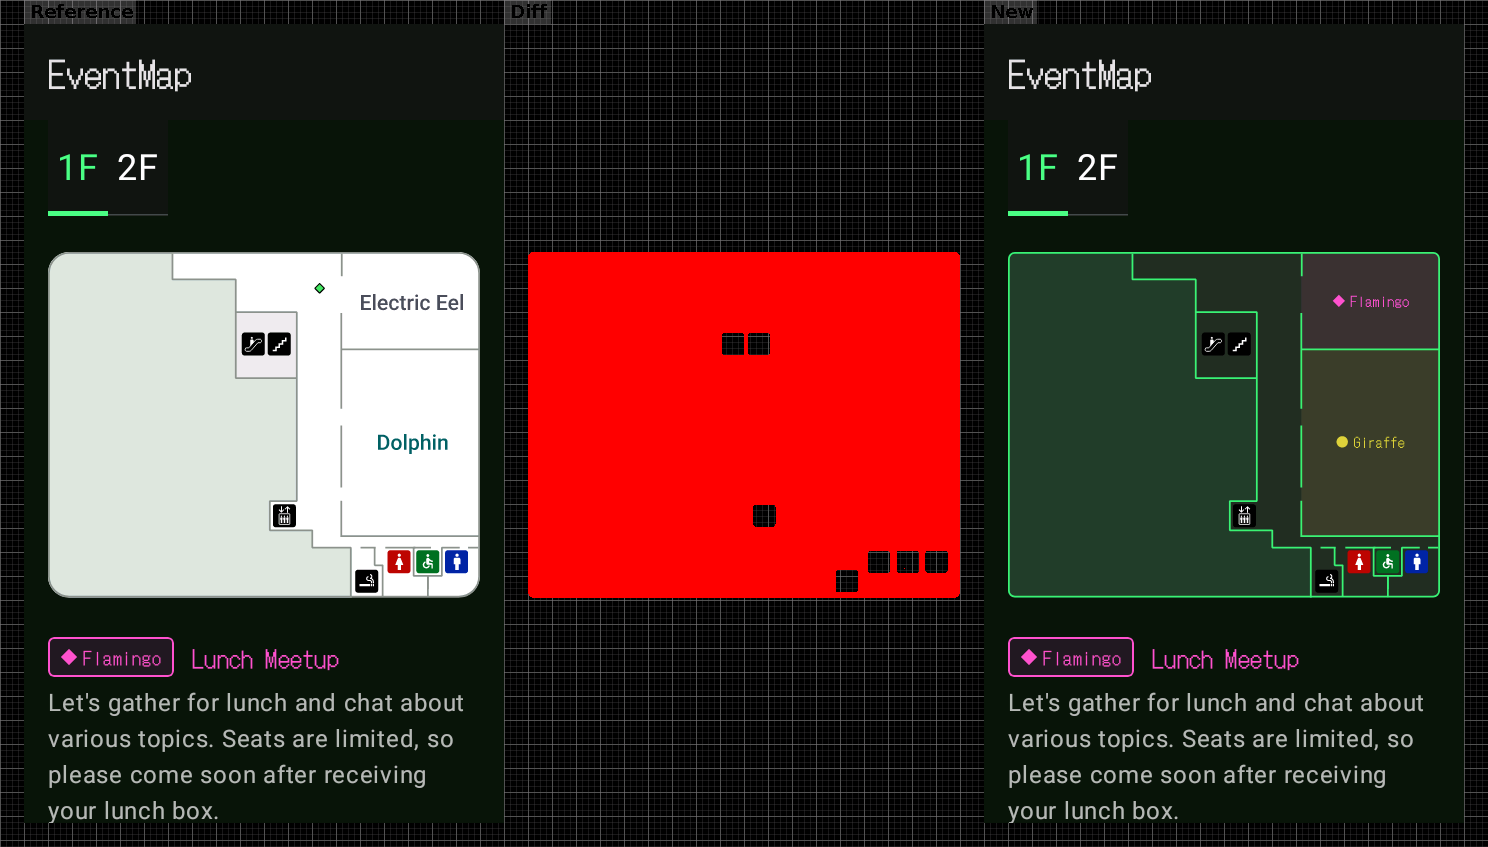 Reference
Diff
New
EventMap
1F 2F
Electric Eel
Dolphin
Flamingo Lunch Meetup
Let's gather for lunch and chat about
various topics. Seats are limited, so
please come soon after receiving
your lunch box.
EventMap
1F 2F
Flamingo
Giraffe
Flamingo Lunch Meetup
Let's gather for lunch and chat about
various topics. Seats are limited, so
please come soon after receiving
your lunch box.